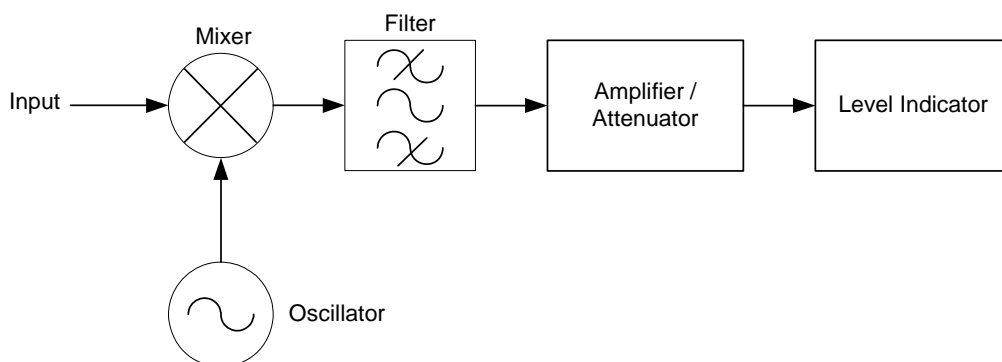 Filter
Mixer
Input
Amplifier /
Attenuator
Level Indicator
Oscillator